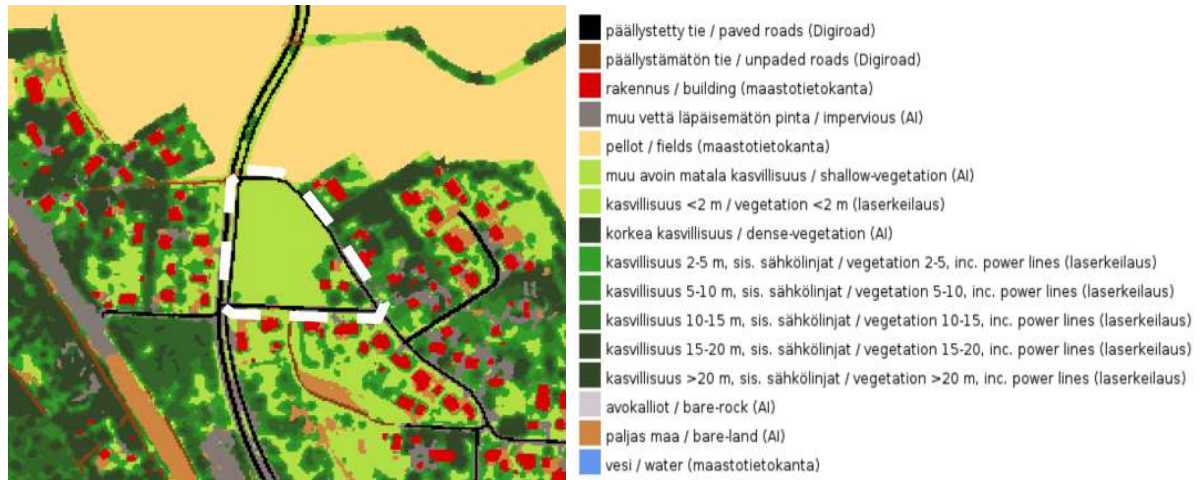 päällystetty tie / paved roads (Digiroad)
päällystämätön tie / unpaded roads (Digiroad)
rakennus / building (maastotietokanta)
muu vettä läpäisemätön pinta / impervious (AI)
pellot / fields (maastotietokanta)
muu avoin matala kasvillisuus / shallow-vegetation (AI)
kasvillisuus <2 m / vegetation <2 m (laserkeilaus)
korkea kasvillisuus / dense-vegetation (AI)
kasvillisuus 2-5 m, sis. sähkölinjat / vegetation 2-5, inc. power lines (laserkeilaus)
kasvillisuus 5-10 m, sis. sähkölinjat / vegetation 5-10, inc. power lines (laserkeilaus)
kasvillisuus 10-15 m, sis. sähkölinjat / vegetation 10-15, inc. power lines (laserkeilaus)
kasvillisuus 15-20 m, sis. sähkölinjat / vegetation 15-20, inc. power lines (laserkeilaus)
kasvillisuus >20 m, sis. sähkölinjat / vegetation >20 m, inc. power lines (laserkeilaus)
avokalliot / bare-rock (AI)
paljas maa / bare-land (AI)
vesi / water (maastotietokanta)